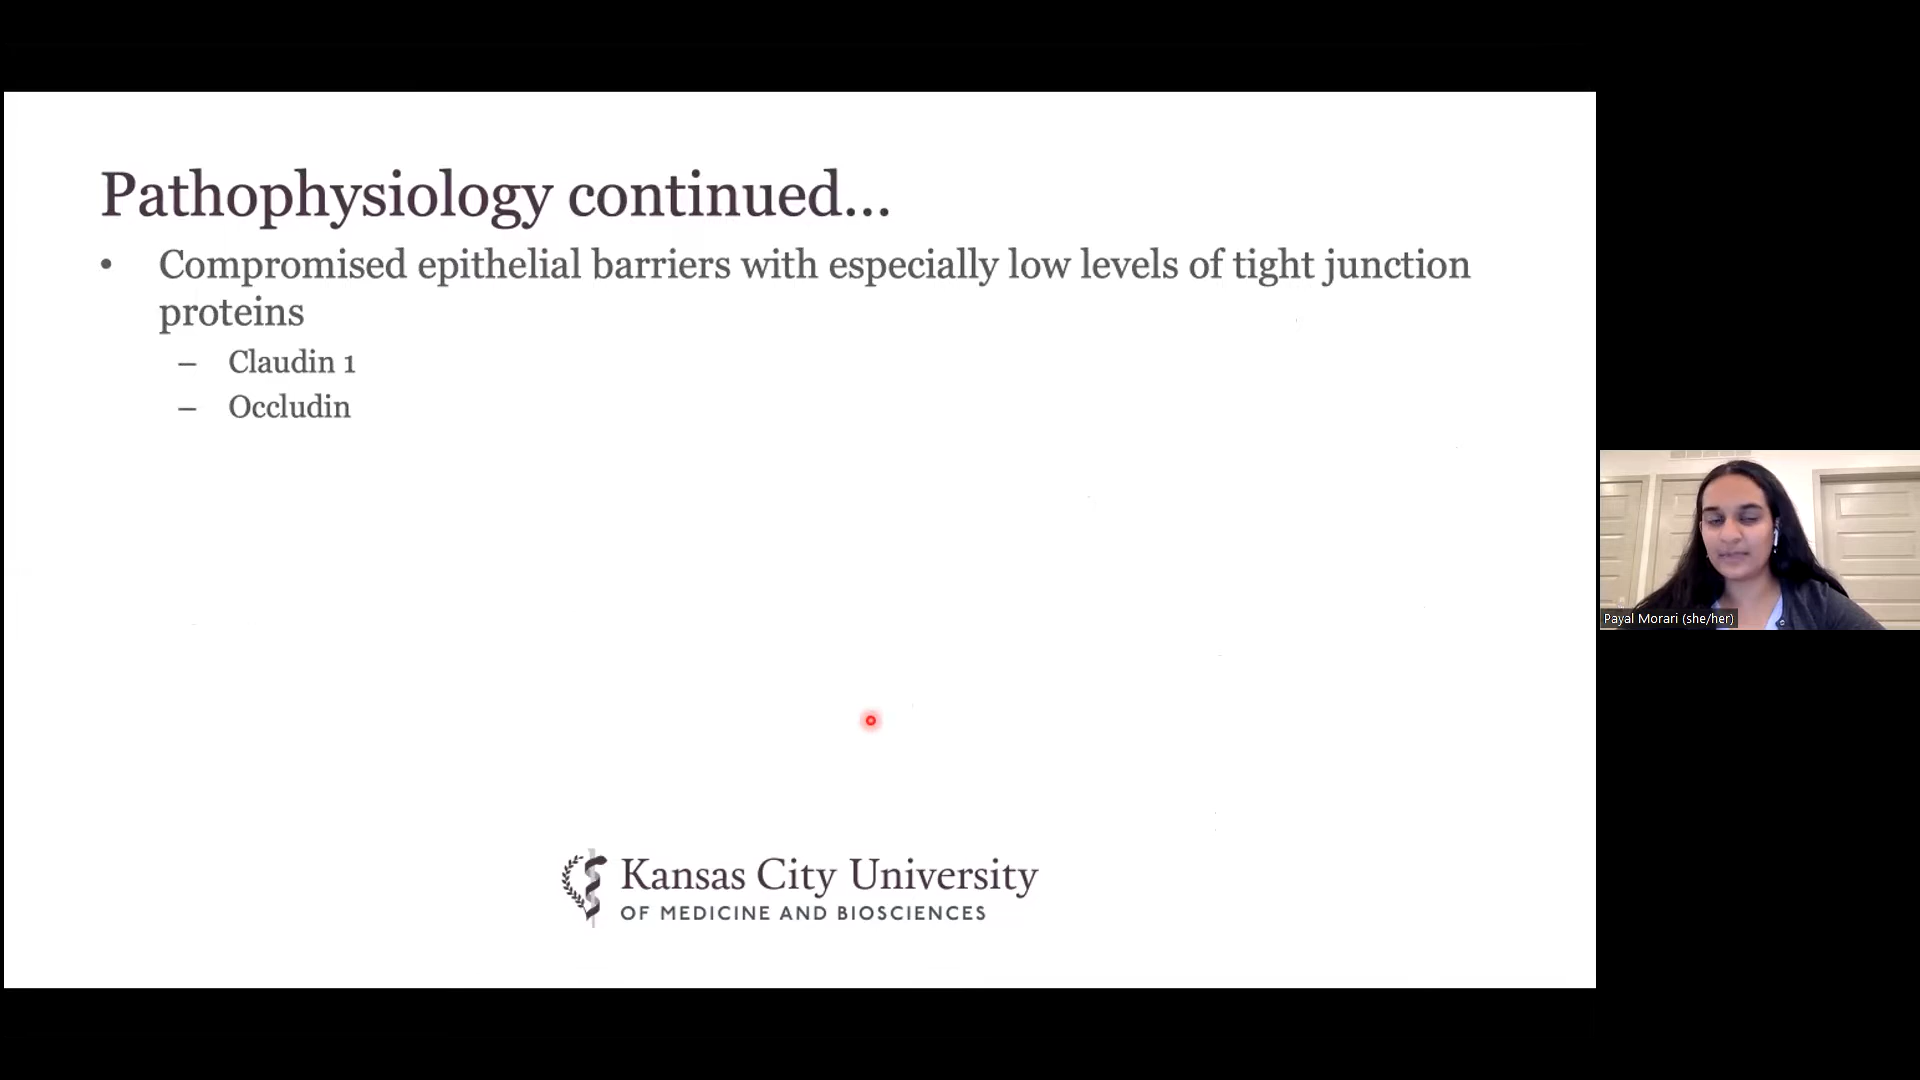 Pathophysiology continued...
• Compromised epithelial barriers with especially low levels of tight junction
proteins
– Claudin 1
– Occludin
Kansas City University
OF MEDICINE AND BIOSCIENCES
Payal Morari (she/her)